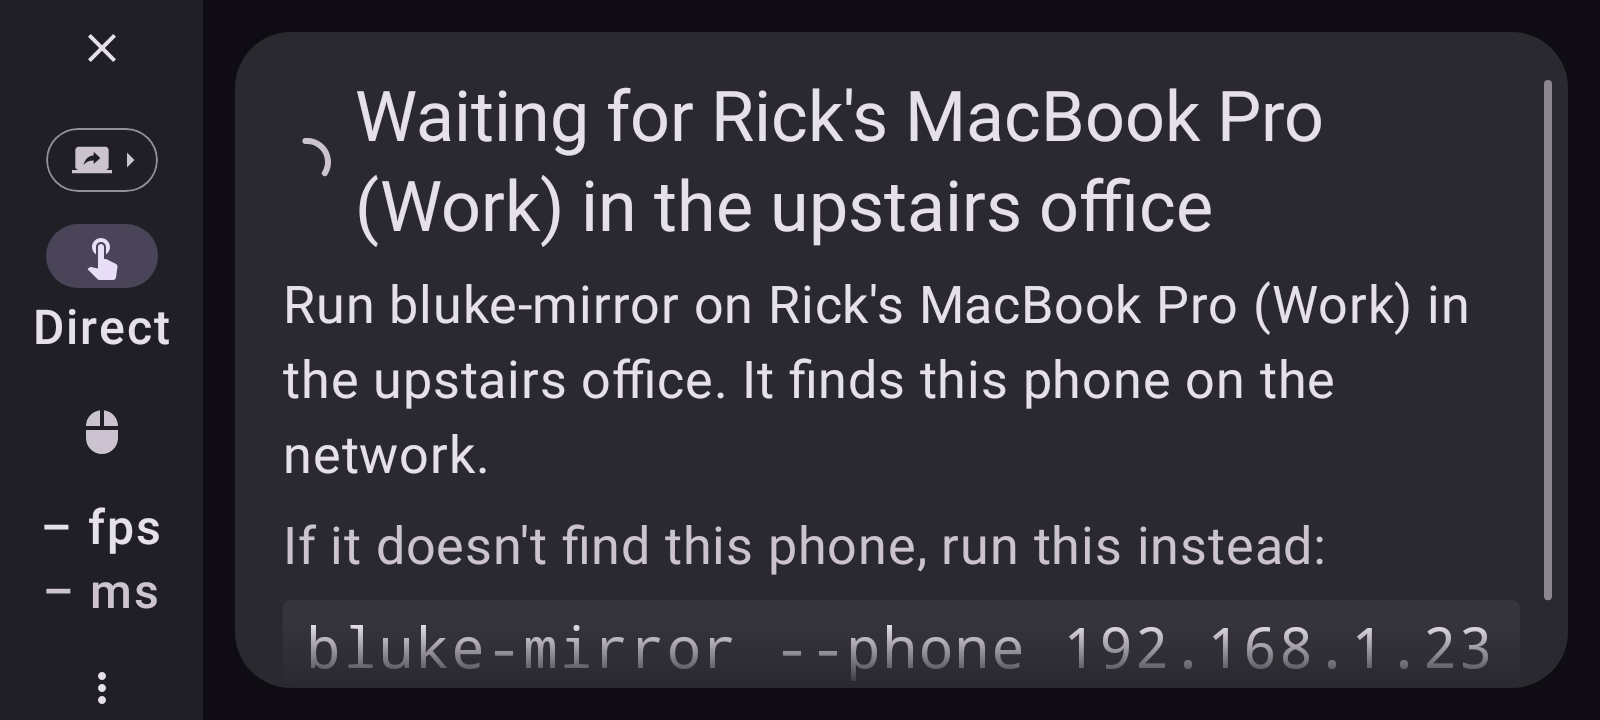 Direct
– fps
– ms
Waiting for Rick's MacBook Pro
(Work) in the upstairs office
Run bluke-mirror on Rick's MacBook Pro (Work) in
the upstairs office. It finds this phone on the
network.
If it doesn't find this phone, run this instead:
bluke-mirror --phone 192.168.1.23